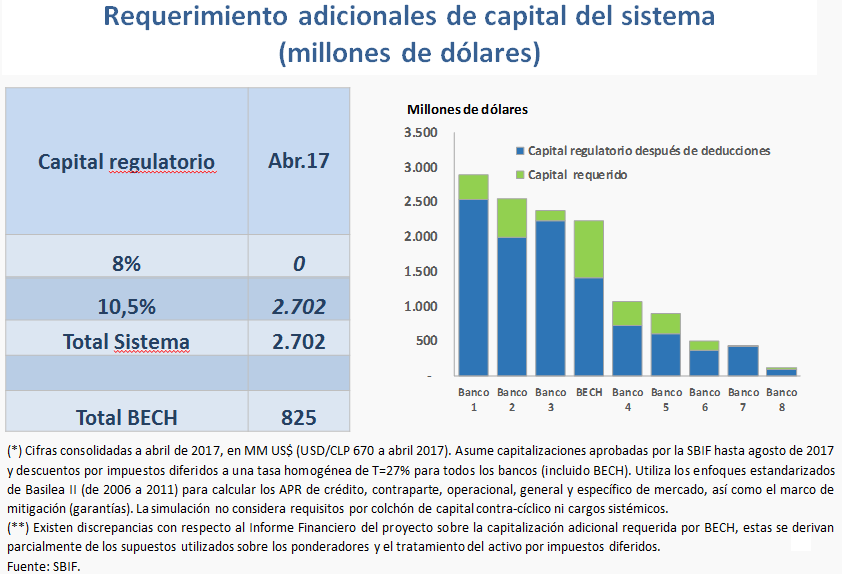 Requerimiento adicionales de capital del sistema
(millones de dólares)
Capital regulatorio Abr.17
8% 0
10,5% 2.702
Total Sistema 2.702
Total BECH 825
Millones de dólares
3.500
3.000
2.500
2.000
1.500
1.000
500
-
Capital regulatorio después de deducciones
Capital requerido
Banco 1
Banco 2
Banco 3
BECH
Banco 4
Banco 5
Banco 6
Banco 7
Banco 8
(*) Cifras consolidadas a abril de 2017, en MM US$ (USD/CLP 670 a abril 2017). Asume capitalizaciones aprobadas por la SBIF hasta agosto de 2017
y descuentos por impuestos diferidos a una tasa homogénea de T=27% para todos los bancos (incluido BECH). Utiliza los enfoques estandarizados
de Basilea II (de 2006 a 2011) para calcular los APR de crédito, contraparte, operacional, general y específico de mercado, así como el marco de
mitigación (garantías). La simulación no considera requisitos por colchón de capital contra-cíclico ni cargos sistémicos.
(**) Existen discrepancias con respecto al Informe Financiero del proyecto sobre la capitalización adicional requerida por BECH, estas se derivan
parcialmente de los supuestos utilizados sobre los ponderadores y el tratamiento del activo por impuestos diferidos.
Fuente: SBIF.